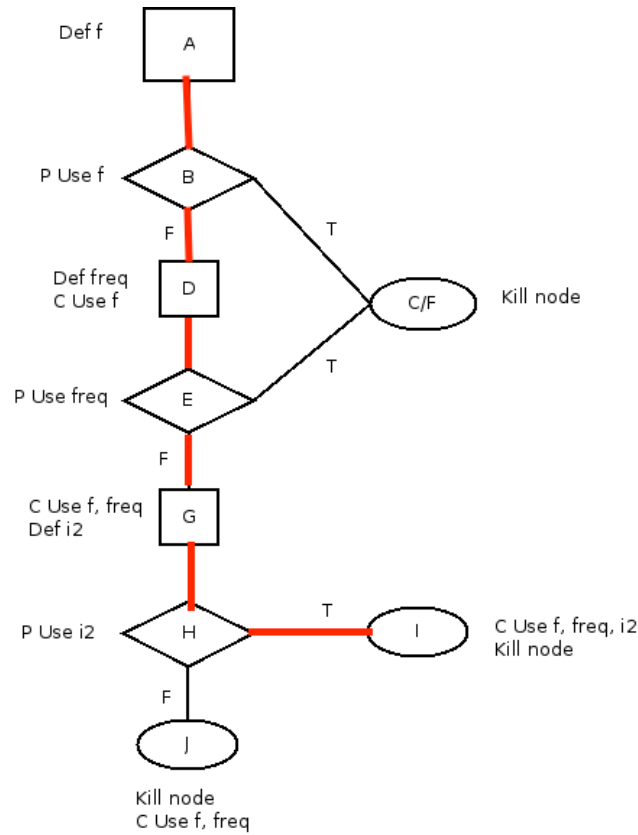 Def f
A
P Use f
B
T
F
Def freq
C Use f
D
C/F
Kill node
T
P Use freq
E
F
C Use f, freq
Def i2
G
T
P Use i2
H
I
C Use f, freq, i2
Kill node
F
J
Kill node
C Use f, freq